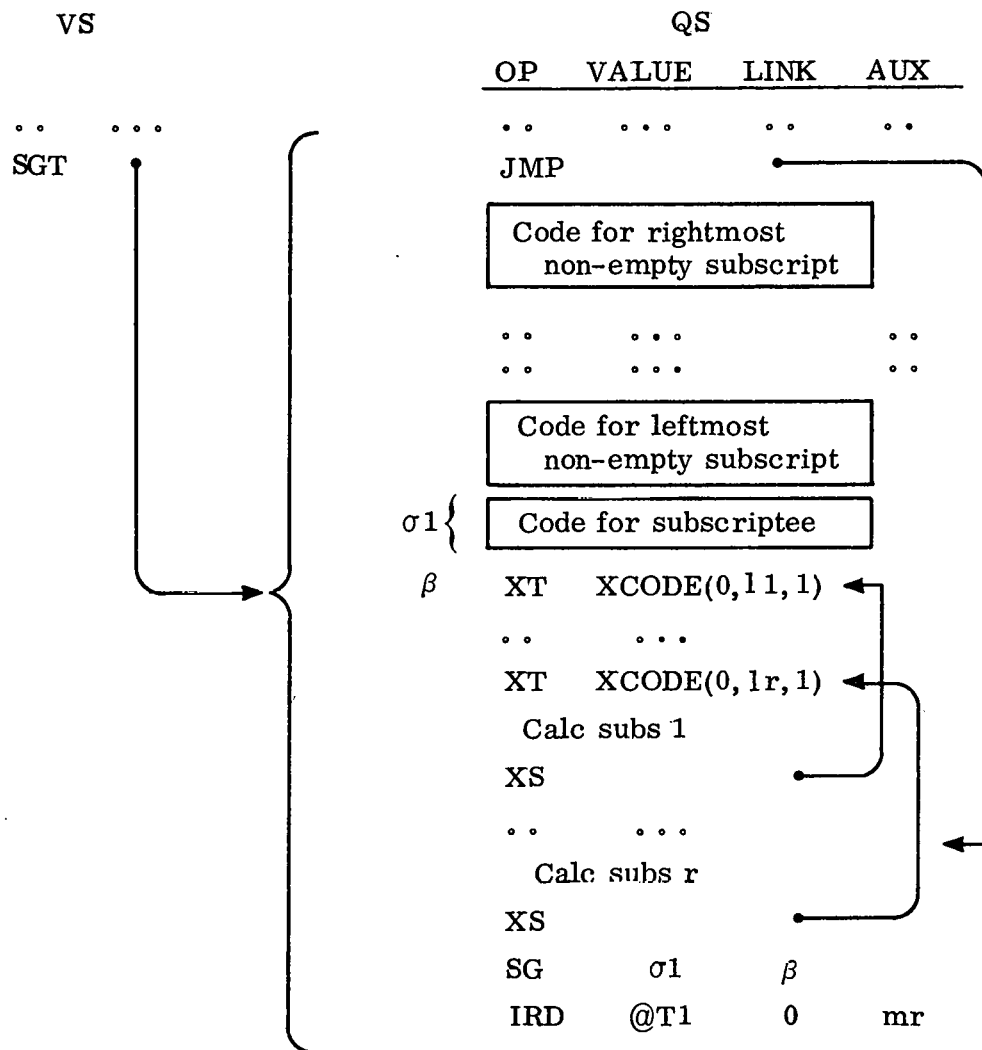 VS QS
OP VALUE LINK AUX
SGT JMP
Code for rightmost
non-empty subscript
Code for leftmost
non-empty subscript
σ1{ Code for subscriptee
β XT XCODE(0,l1,1)
XT XCODE(0,lr,1)
Calc subs 1
XS
Calc subs r
XS
SG σ1 β
IRD @T1 0 mr